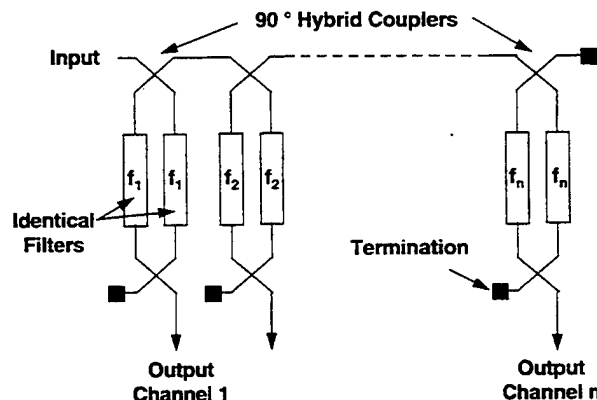 90 ° Hybrid Couplers
Input
f1 f1 f2 f2 fn fn
Identical
Filters
Termination
Output
Channel 1
Output
Channel n